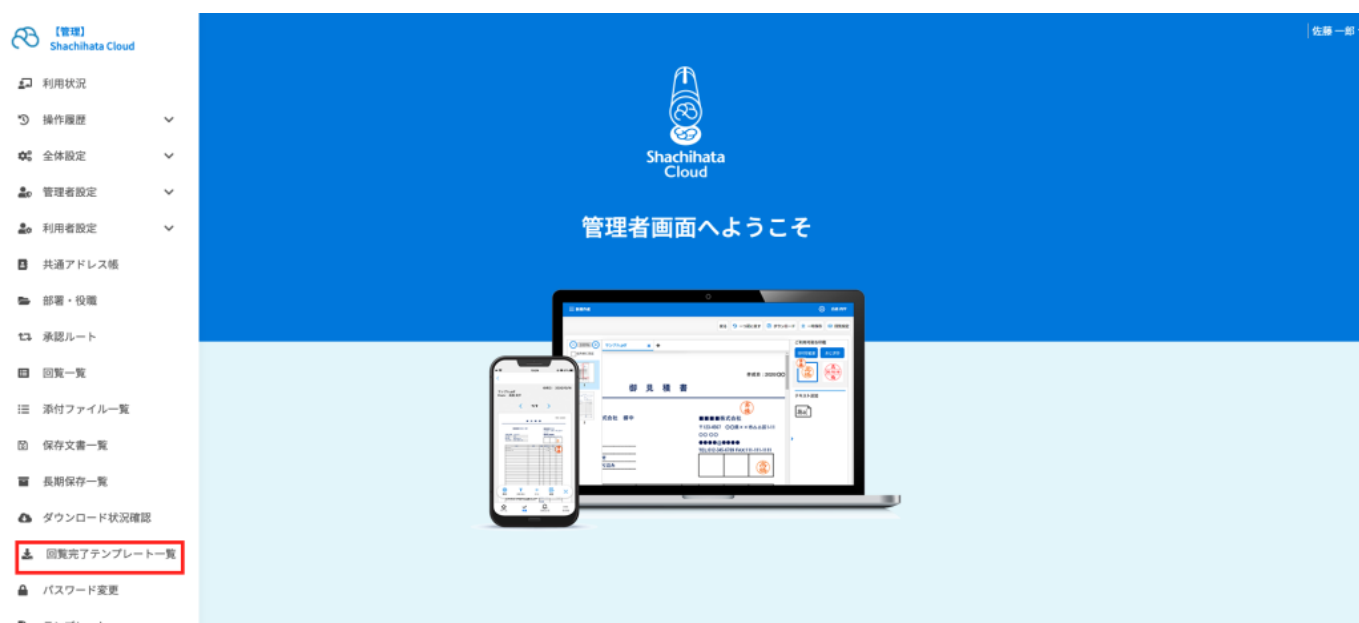 【管理】
Shachihata Cloud
利用状況
操作履歴
全体設定
管理者設定
利用者設定
共通アドレス帳
部署・役職
承認ルート
回覧一覧
添付ファイル一覧
保存文書一覧
長期保存一覧
ダウンロード状況確認
回覧完了テンプレート一覧
パスワード変更
佐藤 一郎
Shachihata
Cloud
管理者画面へようこそ
御 見 積 書